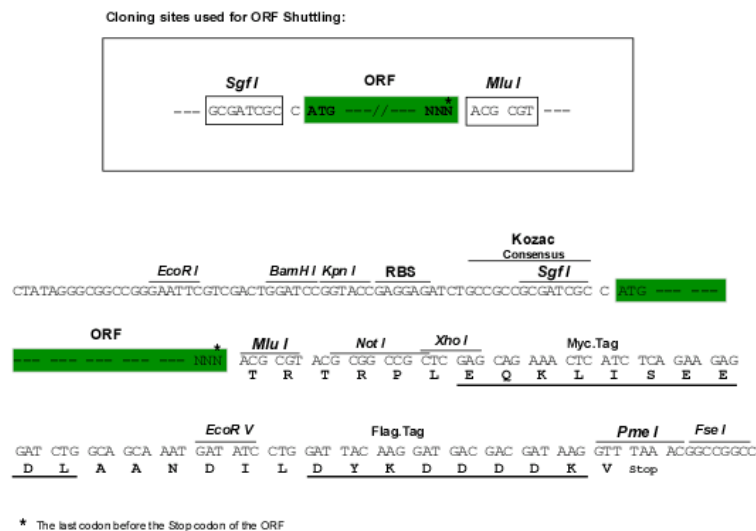 Cloning sites used for ORF Shuttling:
Sgf I ORF Mlu I
--- GCGATCGC C ATG ---//--- NNN* ACG CGT ---
Kozac
Consensus
EcoR I BamH I Kpn I RBS Sgf I
CTATAGGGCGGCCGGGAATTCGTCGACTGGATCCGGTACCGAGGAGATCTGCCGCCGCGATCGC C ATG --- ---
ORF
Mlu I Not I Xho I Myc.Tag
--- --- --- --- --- --- NNN* ACG CGT ACG CGG CCG CTC GAG CAG AAA CTC ATC TCA GAA GAG
T R T R P L E Q K L I S E E
EcoR V Flag.Tag Pme I Fse I
GAT CTG GCA GCA AAT GAT ATC CTG GAT TAC AAG GAT GAC GAC GAT AAG GTT TAA ACGGCCGGCC
D L A A N D I L D Y K D D D D K V Stop
* The last codon before the Stop codon of the ORF